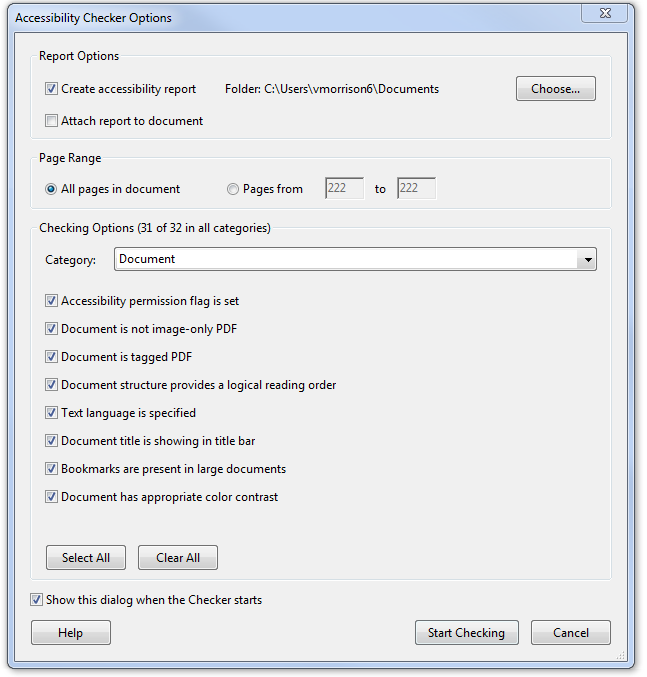 Accessibility Checker Options
Report Options
Create accessibility report Folder: C:\Users\vmorrison6\Documents Choose...
Attach report to document
Page Range
All pages in document Pages from 222 to 222
Checking Options (31 of 32 in all categories)
Category: Document
Accessibility permission flag is set
Document is not image-only PDF
Document is tagged PDF
Document structure provides a logical reading order
Text language is specified
Document title is showing in title bar
Bookmarks are present in large documents
Document has appropriate color contrast
Select All Clear All
Show this dialog when the Checker starts
Help Start Checking Cancel